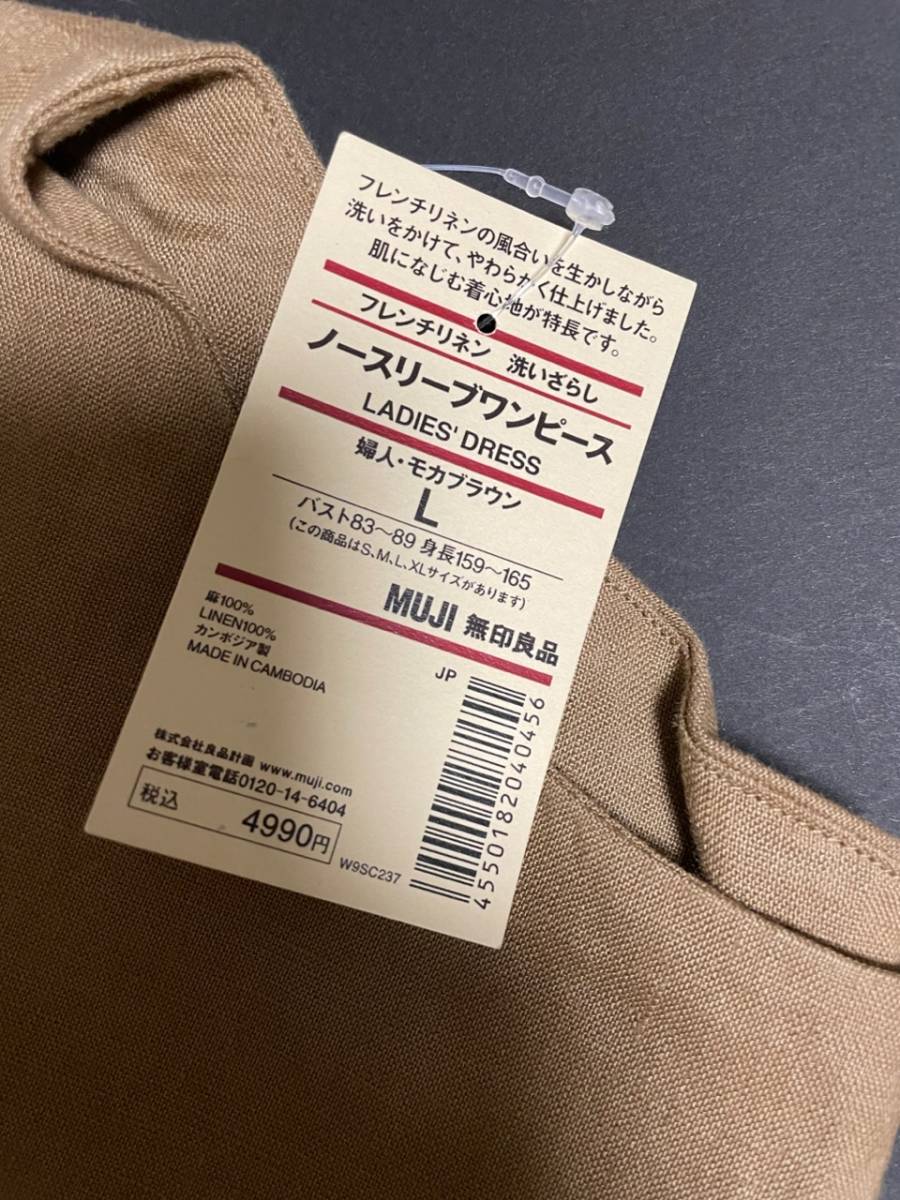 フレンチリネンの風合いを生かしながら
洗いをかけて、やわらかく仕上げました。
肌になじむ着心地が特長です。
フレンチリネン 洗いざらし
ノースリーブワンピース
LADIES' DRESS
婦人・モカブラウン
L
バスト83～89 身長159～165
(この商品はS、M、L、XLサイズがあります)
MUJI 無印良品
麻100%
LINEN100%
カンボジア製
MADE IN CAMBODIA
JP
株式会社良品計画 www.muji.com
お客様室電話0120-14-6404
税込 4990円
W9SC237
4550182040456